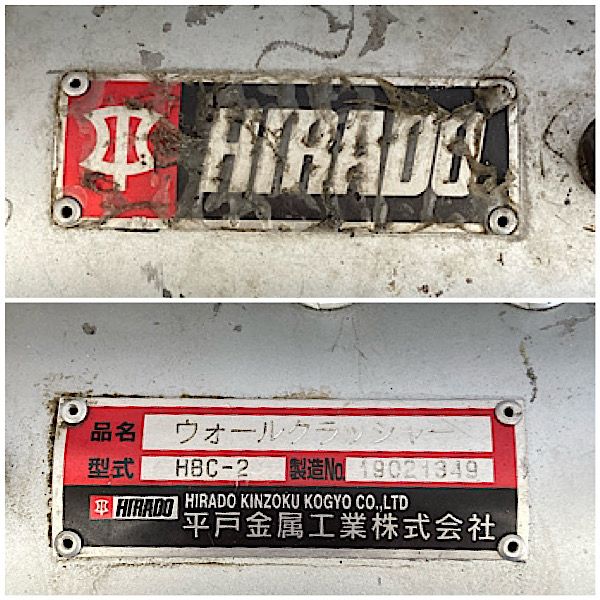 HIRADO
品名 ウォールクラッシャー
型式 HBC-2 製造No. 19021849
HIRADO HIRADO KINZOKU KOGYO CO.,LTD
平戸金属工業株式会社